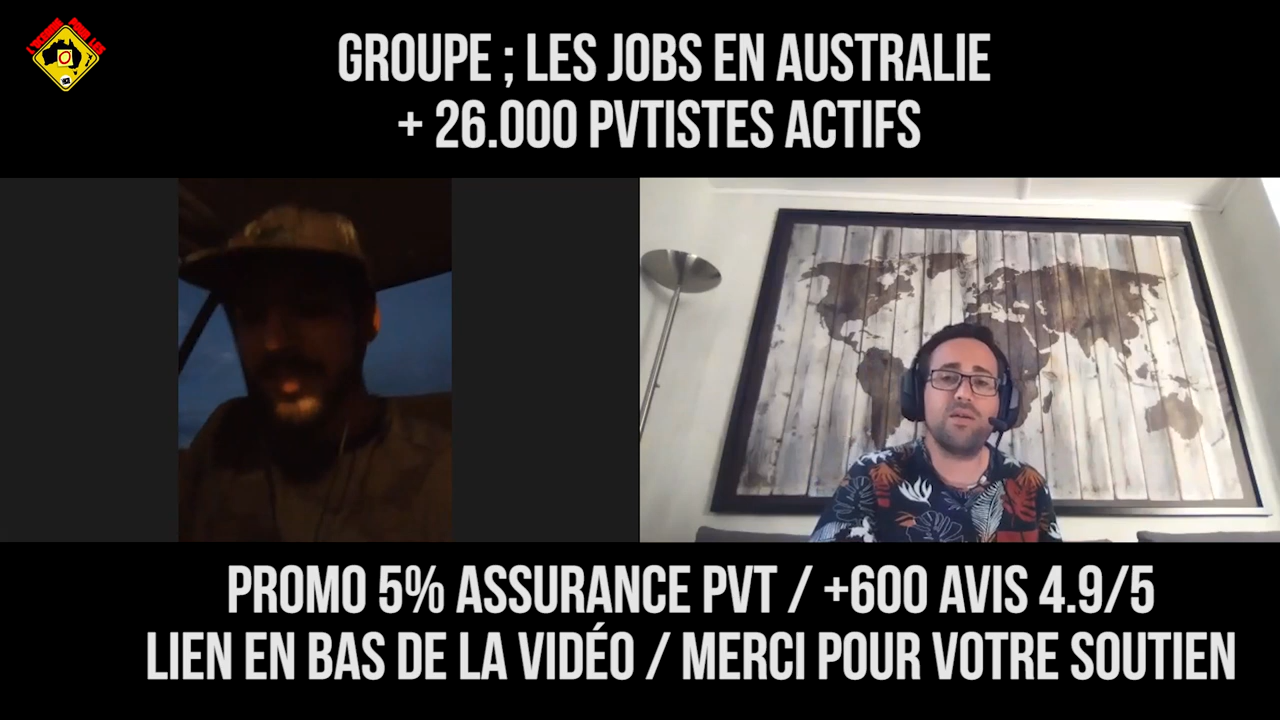 GROUPE ; LES JOBS EN AUSTRALIE
+ 26.000 PVTISTES ACTIFS
PROMO 5% ASSURANCE PVT / +600 AVIS 4.9/5
LIEN EN BAS DE LA VIDÉO / MERCI POUR VOTRE SOUTIEN